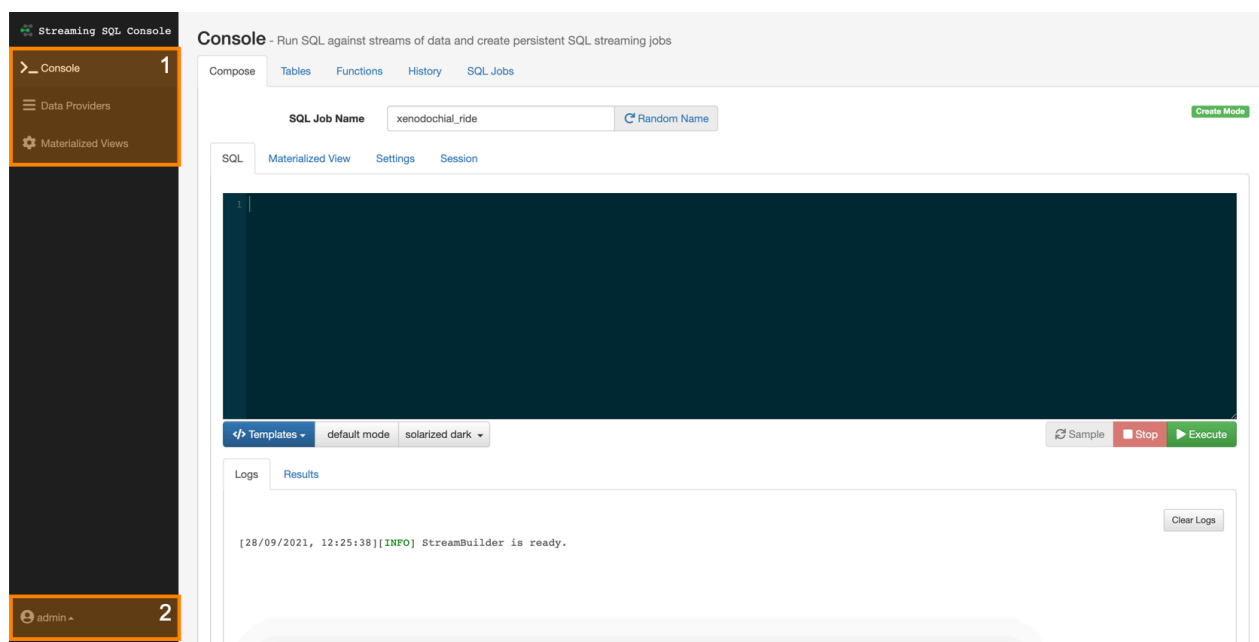 Streaming SQL Console
Console 1
Data Providers
Materialized Views
Console - Run SQL against streams of data and create persistent SQL streaming jobs
Compose Tables Functions History SQL Jobs
SQL Job Name xenodochial_ride Random Name Create Mode
SQL Materialized View Settings Session
1
</> Templates default mode solarized dark Sample Stop Execute
Logs Results
Clear Logs
[28/09/2021, 12:25:38][INFO] StreamBuilder is ready.
admin 2